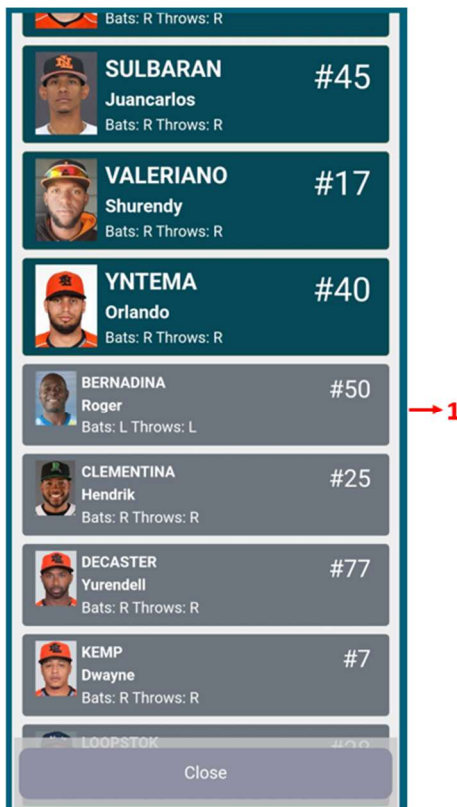 Bats: R Throws: R
SULBARAN
#45
Juancarlos
Bats: R Throws: R
VALERIANO
#17
Shurendy
Bats: R Throws: R
YNTEMA
#40
Orlando
Bats: R Throws: R
BERNADINA
#50
Roger
Bats: L Throws: L
1
CLEMENTINA
#25
Hendrik
Bats: R Throws: R
DECASTER
#77
Yurendell
Bats: R Throws: R
KEMP
#7
Dwayne
Bats: R Throws: R
LOOPSTOK
#28
Close